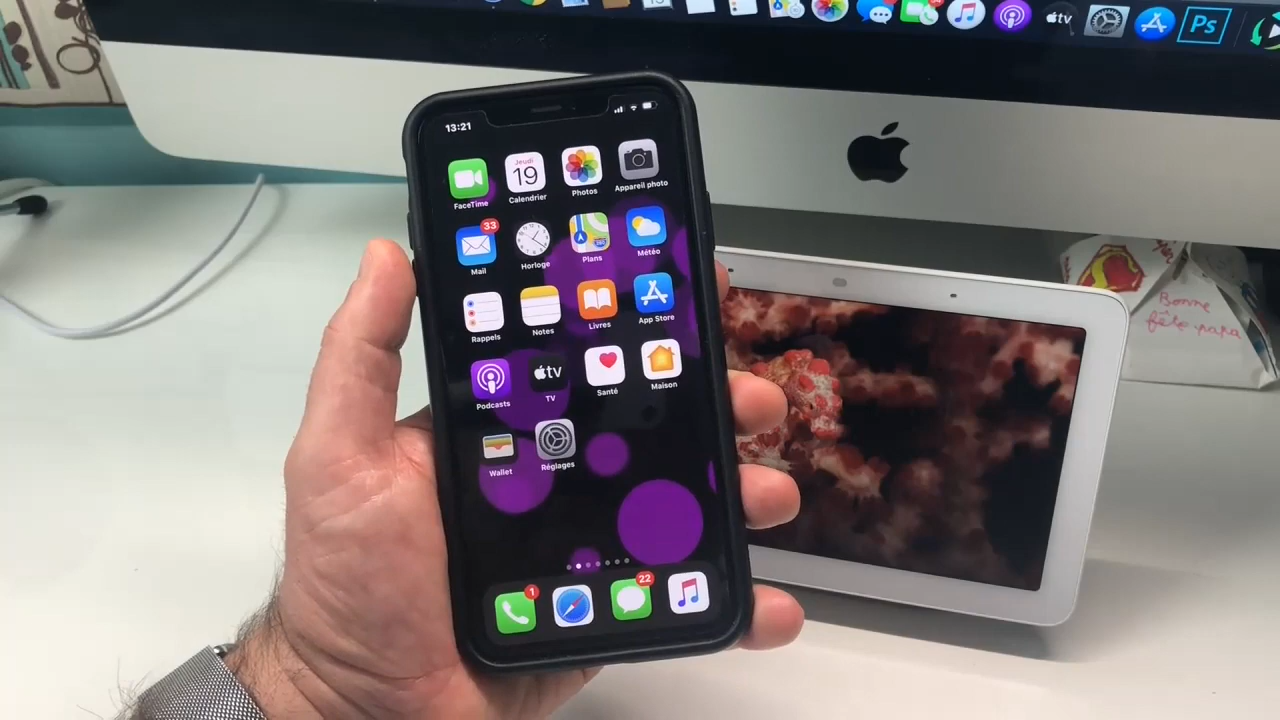 tv
Ps
13:21
FaceTime
Jeudi
19
Calendrier
Photos
Appareil photo
33
Mail
Horloge
Plans
Météo
Rappels
Notes
Livres
App Store
Podcasts
tv
TV
Santé
Maison
Wallet
Réglages
1
22
Bonne
fête papa